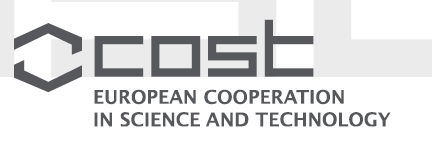 cost
EUROPEAN COOPERATION
IN SCIENCE AND TECHNOLOGY